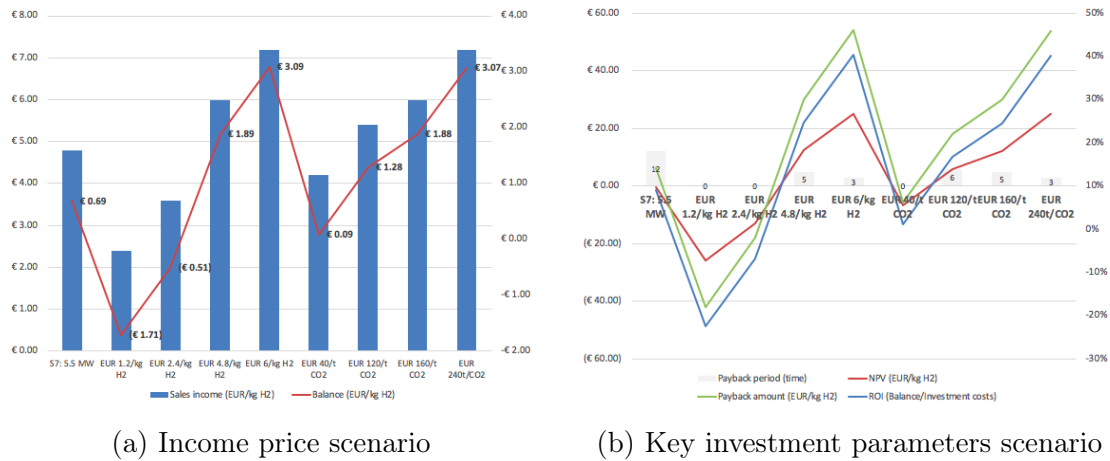 € 8.00
€ 7.00
€ 6.00
€ 5.00
€ 4.00
€ 3.00
€ 2.00
€ 1.00
€ 0.00
€ 4.00
€ 3.00
€ 2.00
€ 1.00
€ 0.00
-€ 1.00
-€ 2.00
€ 0.69
(€ 1.71)
(€ 0.51)
€ 1.89
€ 3.09
€ 0.09
€ 1.28
€ 1.88
€ 3.07
S7: 5.5 MW
EUR 1.2/kg H2
EUR 2.4/kg H2
EUR 4.8/kg H2
EUR 6/kg H2
EUR 40/t CO2
EUR 120/t CO2
EUR 160/t CO2
EUR 240t/CO2
Sales income (EUR/kg H2)
Balance (EUR/kg H2)
(a) Income price scenario
€ 60.00
€ 40.00
€ 20.00
€ 0.00
(€ 20.00)
(€ 40.00)
(€ 60.00)
50%
40%
30%
20%
10%
0%
-10%
-20%
-30%
12
0
0
5
3
0
6
5
3
S7: 5.5 MW
EUR 1.2/kg H2
EUR 2.4/kg H2
EUR 4.8/kg H2
EUR 6/kg H2
EUR 40/t CO2
EUR 120/t CO2
EUR 160/t CO2
EUR 240t/CO2
Payback period (time)
NPV (EUR/kg H2)
Payback amount (EUR/kg H2)
ROI (Balance/Investment costs)
(b) Key investment parameters scenario